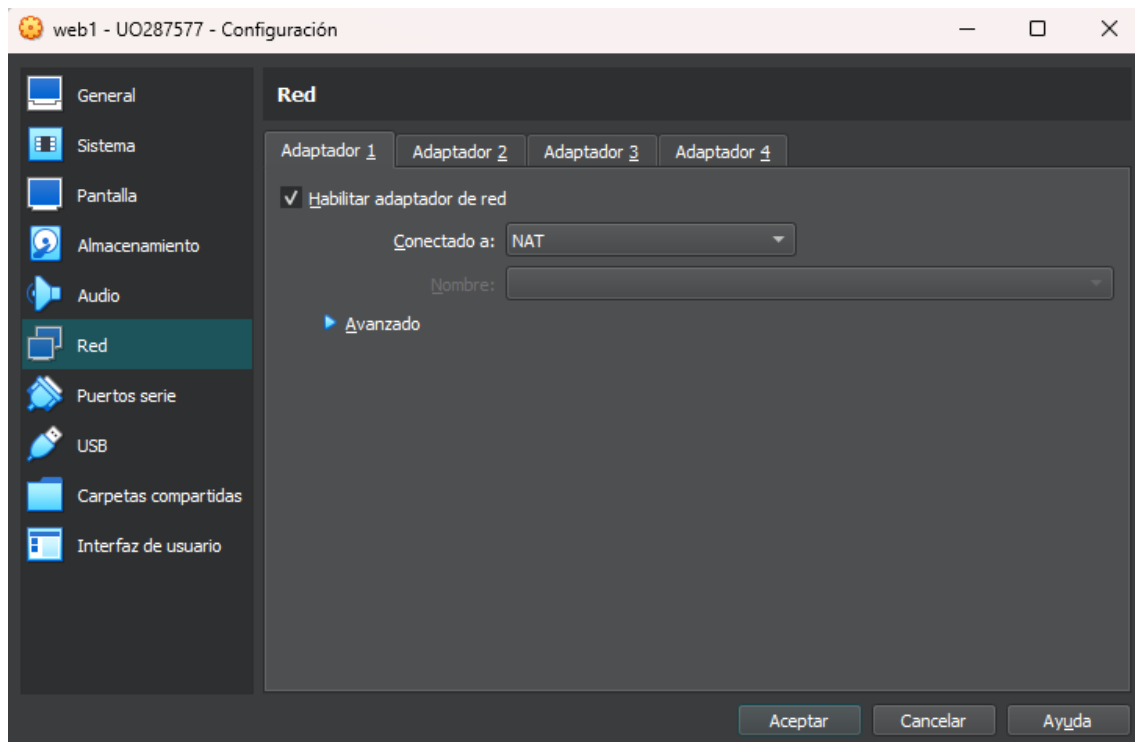 web1 - UO287577 - Configuración
General
Sistema
Pantalla
Almacenamiento
Audio
Red
Puertos serie
USB
Carpetas compartidas
Interfaz de usuario
Red
Adaptador 1 Adaptador 2 Adaptador 3 Adaptador 4
Habilitar adaptador de red
Conectado a: NAT
Nombre:
Avanzado
Aceptar Cancelar Ayuda